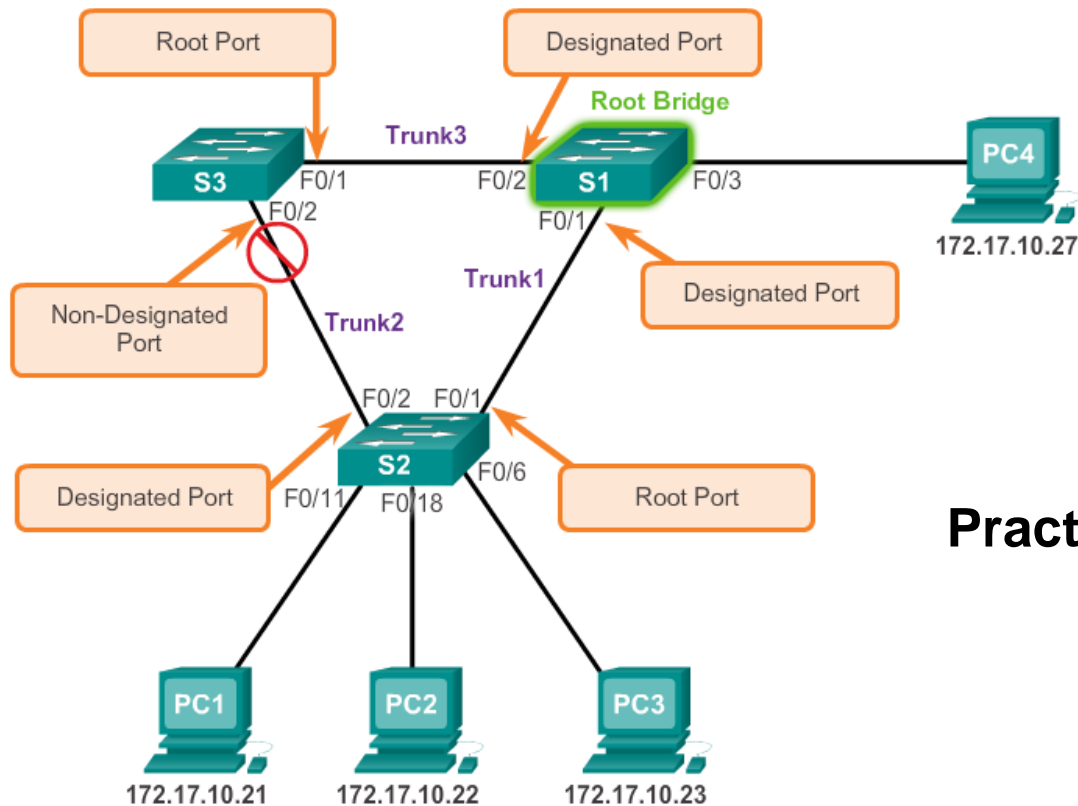 Root Port
Designated Port
Root Bridge
Trunk3
S3
F0/1
F0/2
S1
F0/3
PC4
F0/2
F0/1
172.17.10.27
Trunk1
Designated Port
Non-Designated
Port
Trunk2
F0/2
F0/1
S2
F0/6
Designated Port
F0/11
F0/18
Root Port
Pract
PC1
PC2
PC3
172.17.10.21
172.17.10.22
172.17.10.23